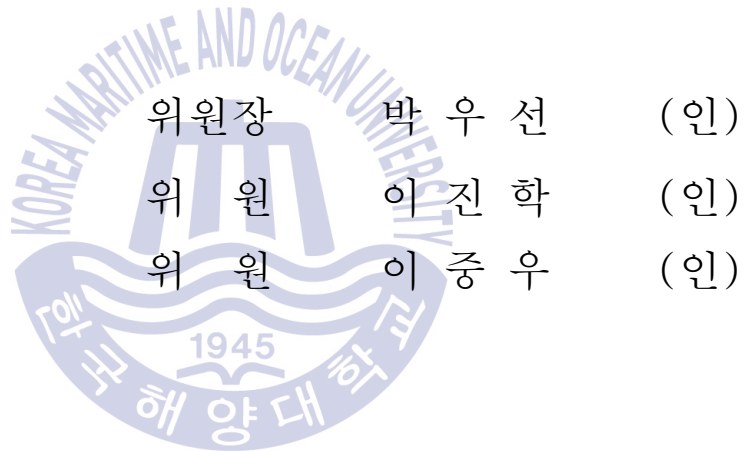 KOREA MARITIME AND OCEAN UNIVERSITY
위원장 박 우 선 (인)
위 원 이 진 학 (인)
위 원 이 중 우 (인)
1945
한국해양대학교